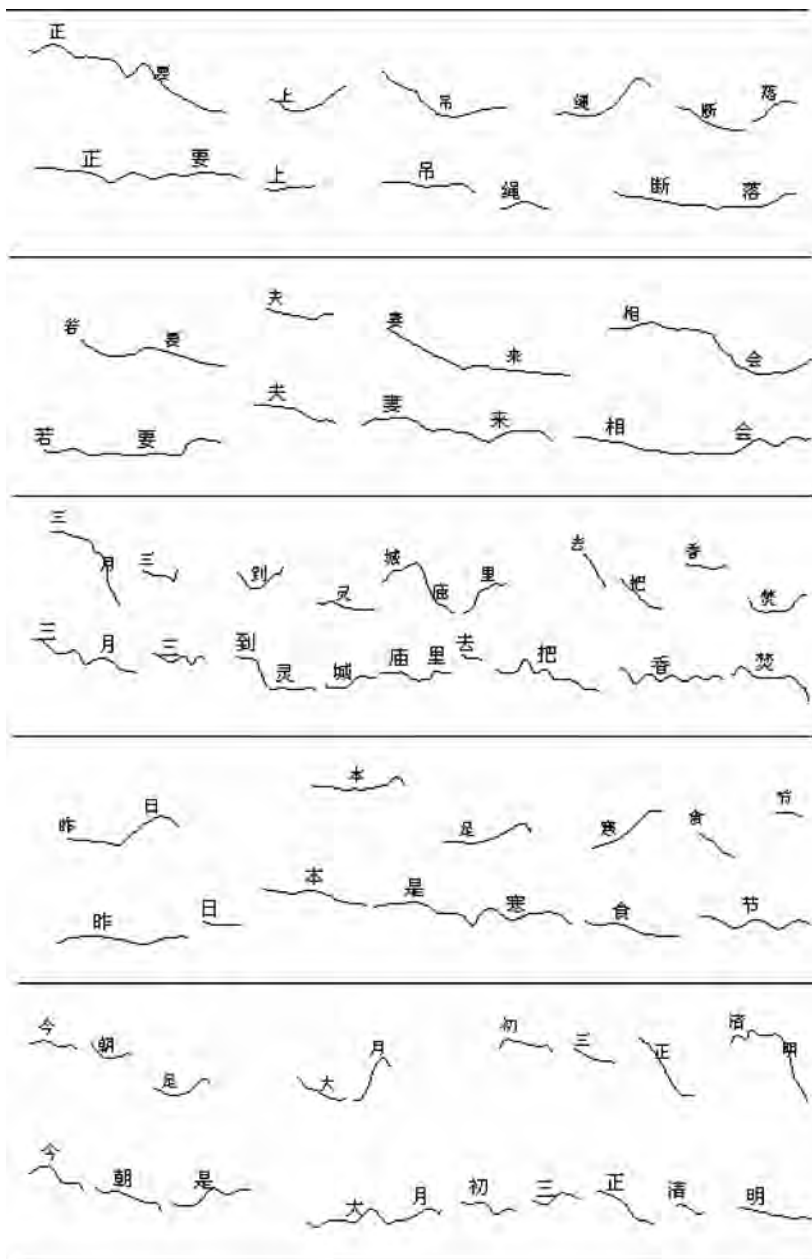 正 要 上 吊 绳 断 落
正 要 上 吊 绳 断 落
若 要 夫 妻 来 相 会
若 要 夫 妻 来 相 会
三 月 三 到 灵 城 庙 里 去 把 香 焚
三 月 三 到 灵 城 庙 里 去 把 香 焚
昨 日 本 是 寒 食 节
昨 日 本 是 寒 食 节
今 朝 是 大 月 初 三 正 清 明
今 朝 是 大 月 初 三 正 清 明